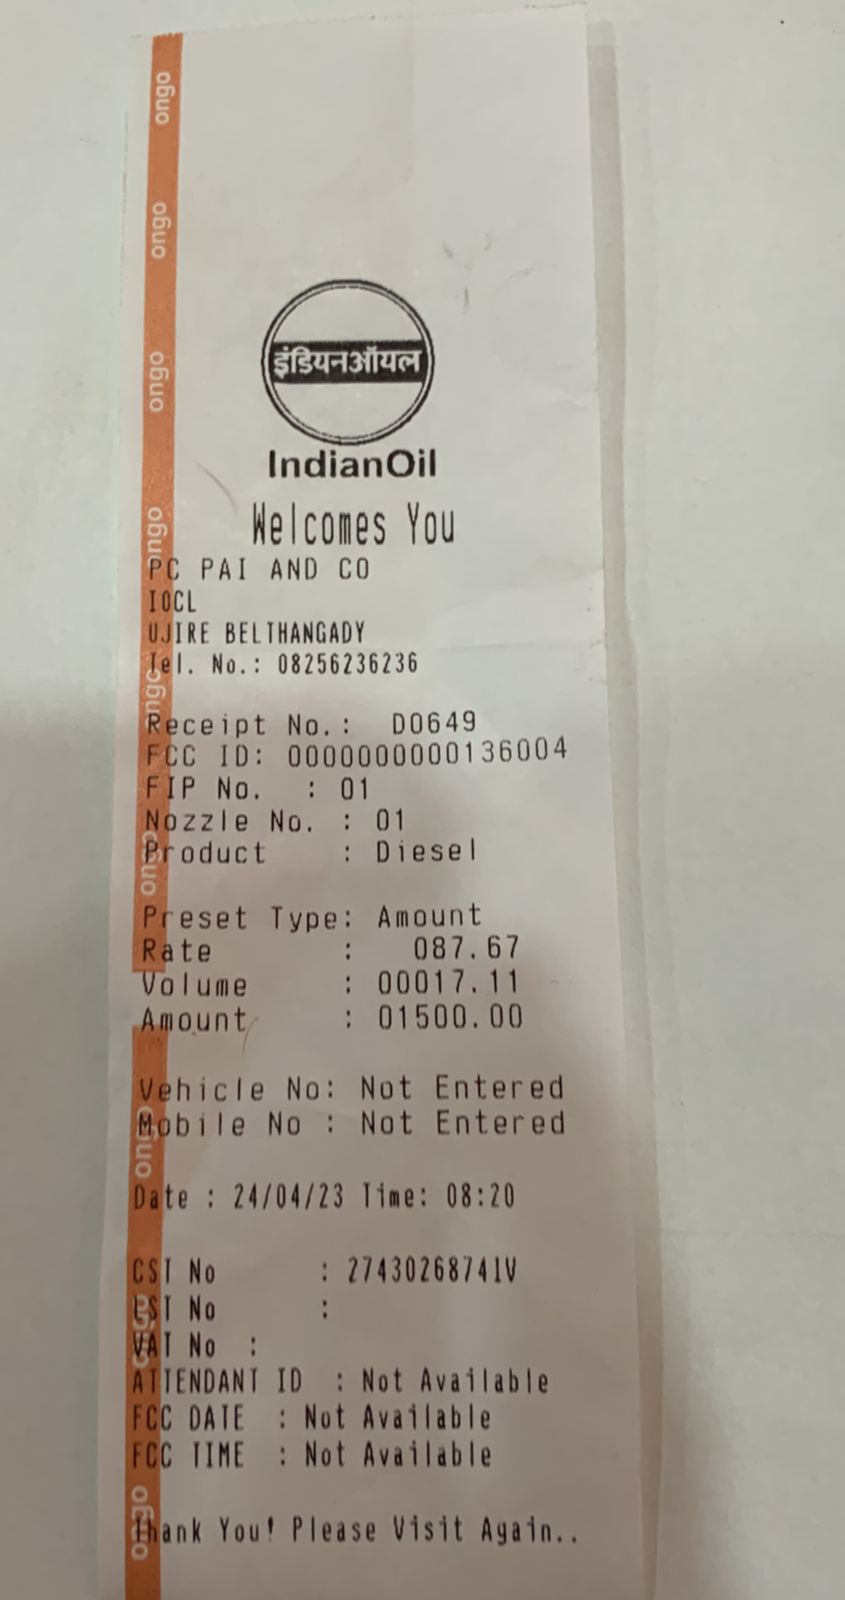 ongo
ongo
ongo
ongo
ongo
ongo
ongo
ongo
ongo
इंडियनऑयल
IndianOil
Welcomes You
PC PAI AND CO
IOCL
UJIRE BELTHANGADY
Tel. No.: 08256236236
Receipt No.: D0649
FCC ID: 0000000000136004
FIP No. : 01
Nozzle No. : 01
Product : Diesel
Preset Type: Amount
Rate : 087.67
Volume : 00017.11
Amount : 01500.00
Vehicle No: Not Entered
Mobile No : Not Entered
Date : 24/04/23 Time: 08:20
CST No : 27430268741V
LST No :
VAT No :
ATTENDANT ID : Not Available
FCC DATE : Not Available
FCC TIME : Not Available
Thank You! Please Visit Again..